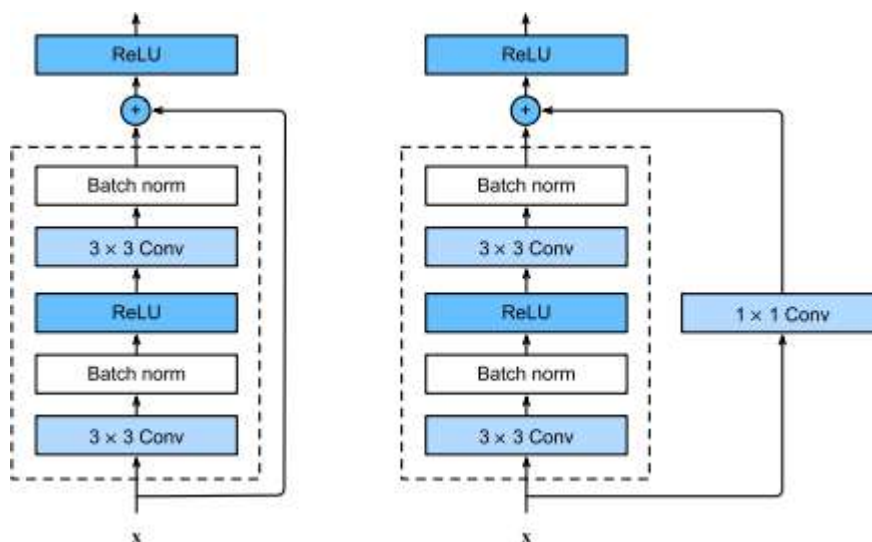 ReLU
+
Batch norm
3 × 3 Conv
ReLU
Batch norm
3 × 3 Conv
x
ReLU
+
Batch norm
3 × 3 Conv
ReLU
1 × 1 Conv
Batch norm
3 × 3 Conv
x